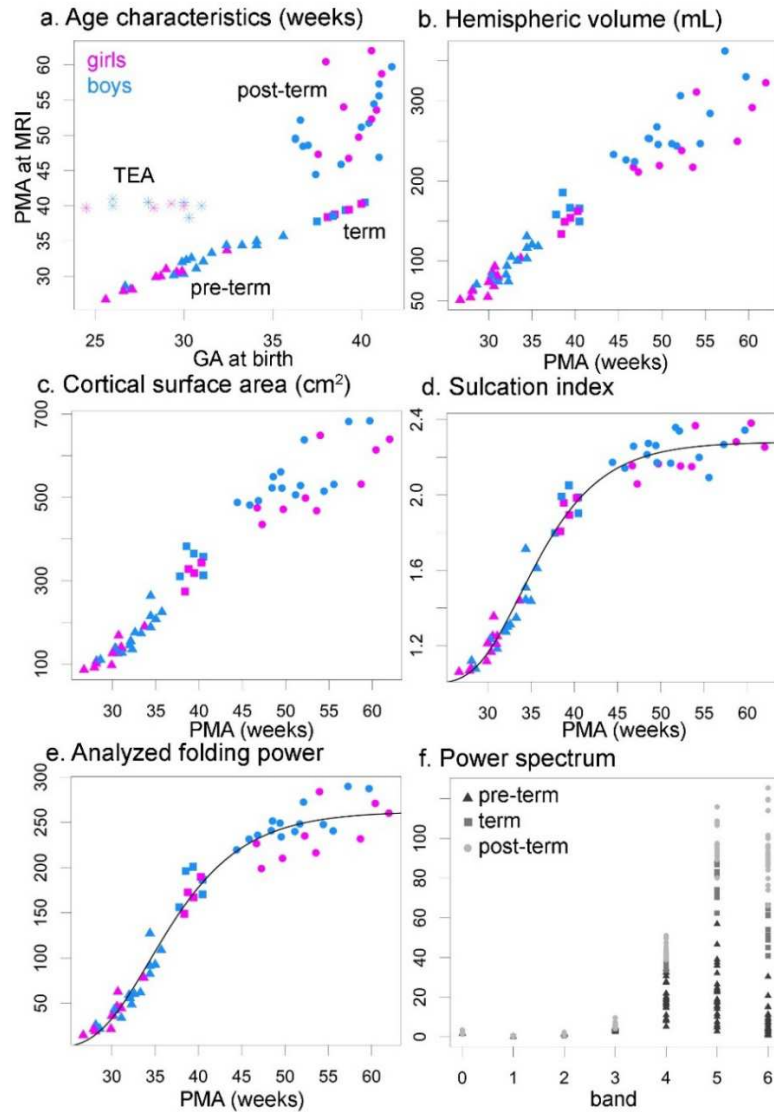 a. Age characteristics (weeks)
girls
boys
post-term
TEA
term
pre-term
PMA at MRI
30 35 40 45 50 55 60
25 30 35 40
GA at birth
b. Hemispheric volume (mL)
50 100 200 300
30 35 40 45 50 55 60
PMA (weeks)
c. Cortical surface area (cm²)
100 300 500 700
30 35 40 45 50 55 60
PMA (weeks)
d. Sulcation index
1.2 1.6 2.0 2.4
30 35 40 45 50 55 60
PMA (weeks)
e. Analyzed folding power
50 100 150 200 250 300
30 35 40 45 50 55 60
PMA (weeks)
f. Power spectrum
pre-term
term
post-term
0 20 40 60 80 100
0 1 2 3 4 5 6
band